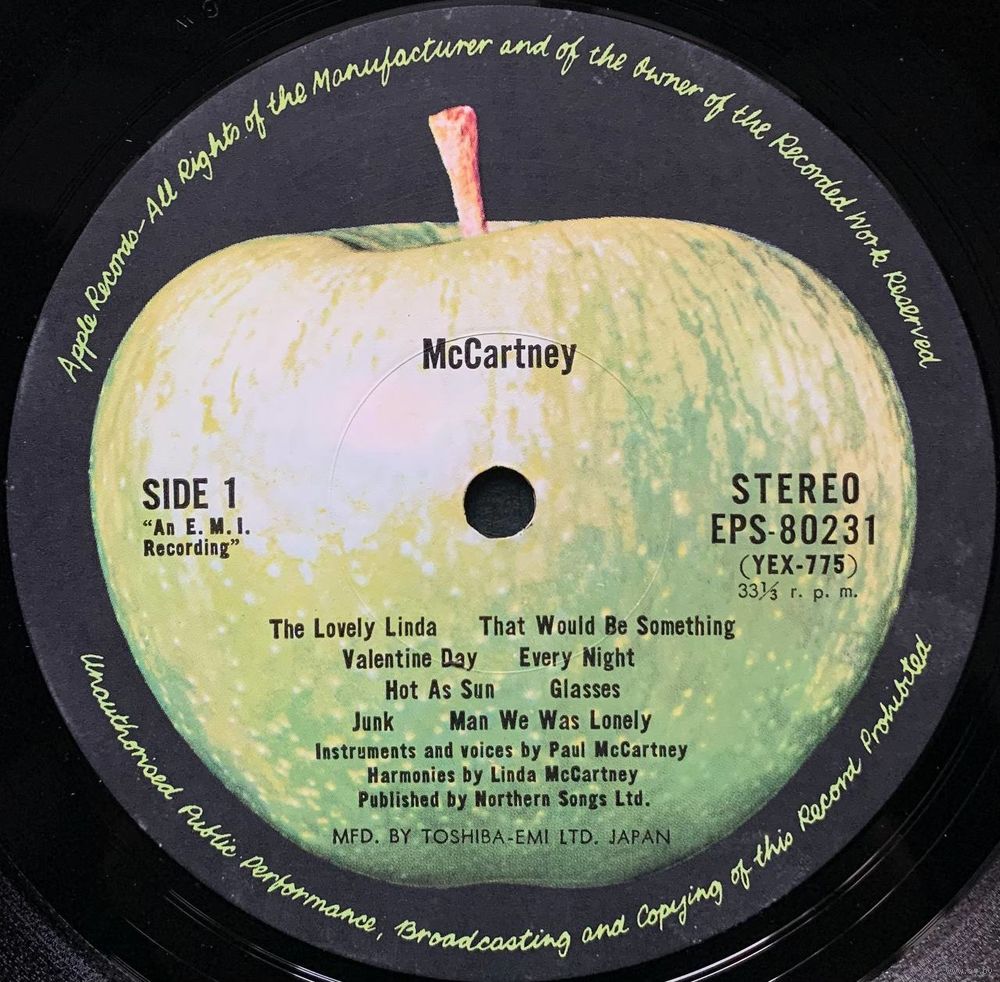 Apple Records—All Rights of the Manufacturer and of the Owner of the Recorded Work Reserved
McCartney
SIDE 1
“An E. M. I.
Recording”
STEREO
EPS-80231
(YEX-775)
33⅓ r. p. m.
The Lovely Linda That Would Be Something
Valentine Day Every Night
Hot As Sun Glasses
Junk Man We Was Lonely
Instruments and voices by Paul McCartney
Harmonies by Linda McCartney
Published by Northern Songs Ltd.
MFD. BY TOSHIBA-EMI LTD. JAPAN
Unauthorised Public Performance, Broadcasting and Copying of this Record Prohibited